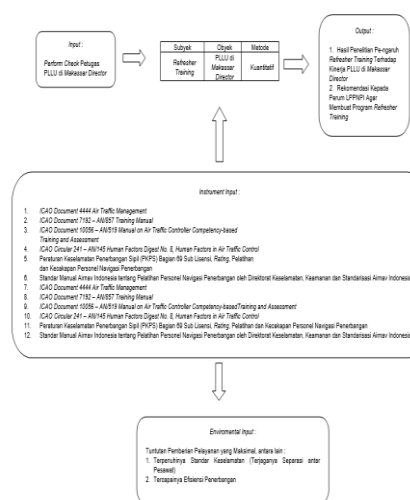 Input :
Perform Check Petugas
PLLU di Makassar Director
Subyek Obyek Metode
Refresher
Training
PLLU di
Makassar
Director
Kuantitatif
Output :
1. Hasil Penelitian Pe-ngaruh
Refresher Training Terhadap
Kinerja PLLU di Makassar
Director
2. Rekomendasi Kepada
Perum LPPNPI Agar
Membuat Program Refresher
Training
Instrument Input :
1. ICAO Document 4444 Air Traffic Management
2. ICAO Document 7192 – AN/857 Training Manual
3. ICAO Document 10056 – AN/519 Manual on Air Traffic Controller Competency-based
Training and Assessment
4. ICAO Circular 241 – AN/145 Human Factors Digest No. 8, Human Factors in Air Traffic Control
5. Peraturan Keselamatan Penerbangan Sipil (PKPS) Bagian 69 Sub Lisensi, Rating, Pelatihan
dan Kecakapan Personel Navigasi Penerbangan
6. Standar Manual Airnav Indonesia tentang Pelatihan Personel Navigasi Penerbangan oleh Direktorat Keselamatan, Keamanan dan Standarisasi Airnav Indonesia
7. ICAO Document 4444 Air Traffic Management
8. ICAO Document 7192 – AN/857 Training Manual
9. ICAO Document 10056 – AN/519 Manual on Air Traffic Controller Competency-basedTraining and Assessment
10. ICAO Circular 241 – AN/145 Human Factors Digest No. 8, Human Factors in Air Traffic Control
11. Peraturan Keselamatan Penerbangan Sipil (PKPS) Bagian 69 Sub Lisensi, Rating, Pelatihan dan Kecakapan Personel Navigasi Penerbangan
12. Standar Manual Airnav Indonesia tentang Pelatihan Personel Navigasi Penerbangan oleh Direktorat Keselamatan, Keamanan dan Standarisasi Airnav Indonesia
Enviromental Input :
Tuntutan Pemberian Pelayanan yang Maksimal, antara lain :
1. Terpenuhinya Standar Keselamatan (Terjaganya Separasi antar
Pesawat)
2. Tercapainya Efisiensi Penerbangan